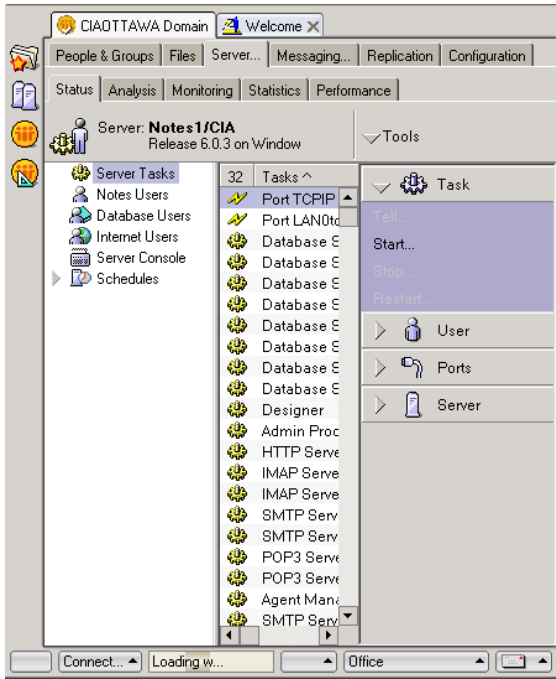 CIAOTTAWA Domain Welcome
People & Groups Files Server... Messaging... Replication Configuration
Status Analysis Monitoring Statistics Performance
Server: Notes1/CIA
Release 6.0.3 on Window
Tools
Server Tasks
Notes Users
Database Users
Internet Users
Server Console
Schedules
32 Tasks ^
Port TCPIP
Port LAN0to
Database S
Database S
Database S
Database S
Database S
Database S
Database S
Database S
Designer
Admin Proc
HTTP Serve
IMAP Serve
IMAP Serve
SMTP Serv
SMTP Serv
POP3 Serve
POP3 Serve
Agent Mana
SMTP Serv
Task
Tell...
Start...
Stop...
Restart...
User
Ports
Server
Connect... Loading w... Office